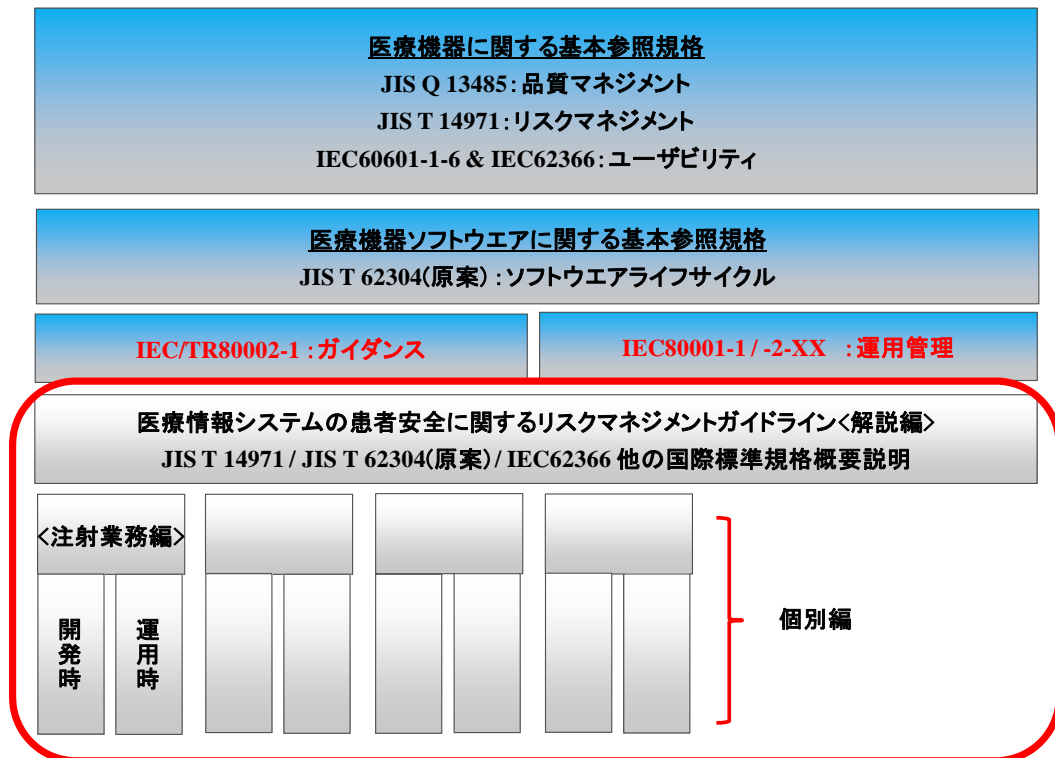 医療機器に関する基本参照規格
JIS Q 13485：品質マネジメント
JIS T 14971：リスクマネジメント
IEC60601-1-6 & IEC62366：ユーザビリティ
医療機器ソフトウエアに関する基本参照規格
JIS T 62304(原案)：ソフトウエアライフサイクル
IEC/TR80002-1：ガイダンス
IEC80001-1 / -2-XX ：運用管理
医療情報システムの患者安全に関するリスクマネジメントガイドライン<解説編>
JIS T 14971 / JIS T 62304(原案) / IEC62366 他の国際標準規格概要説明
<注射業務編>
開発時
運用時
個別編